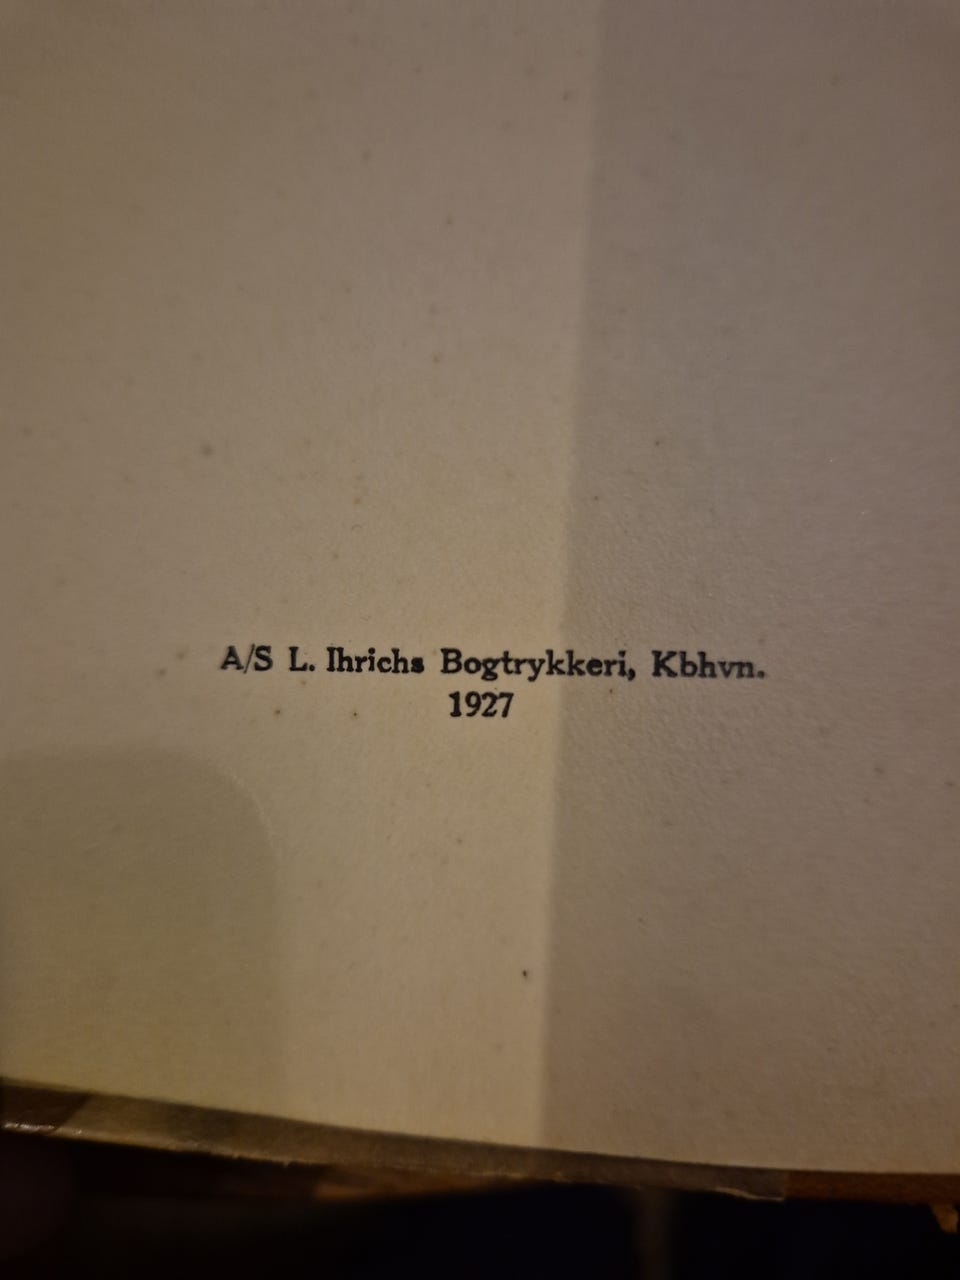 A/S L. Ihrichs Bogtrykkeri, Kbhvn.
1927